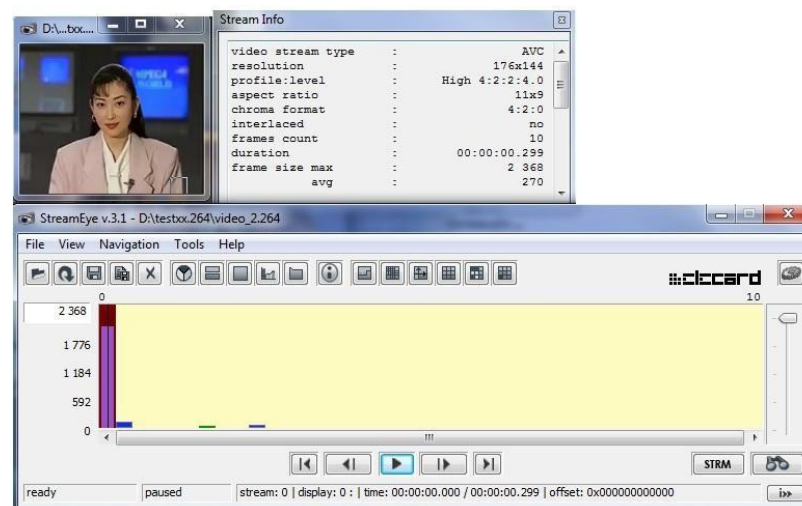 D:\...txx....
Stream Info
MPEG4
WORLD
video stream type : AVC
resolution : 176x144
profile:level : High 4:2:2:4.0
aspect ratio : 11x9
chroma format : 4:2:0
interlaced : no
frames count : 10
duration : 00:00:00.299
frame size max : 2 368
avg : 270
StreamEye v.3.1 - D:\testxx.264\video_2.264
File View Navigation Tools Help
elecard
0 10
2 368
1 776
1 184
592
0
STRM
ready paused stream: 0 | display: 0 : | time: 00:00:00.000 / 00:00:00.299 | offset: 0x000000000000